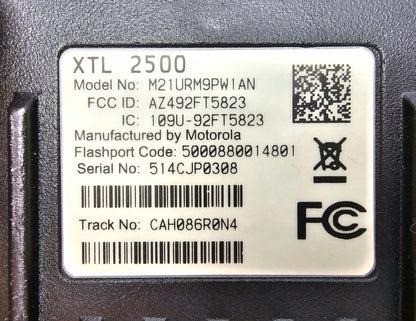 XTL 2500
Model No: M21URM9PW1AN
FCC ID: AZ492FT5823
IC: 109U-92FT5823
Manufactured by Motorola
Flashport Code: 5000880014801
Serial No: 514CJP0308
Track No: CAH086R0N4
FC